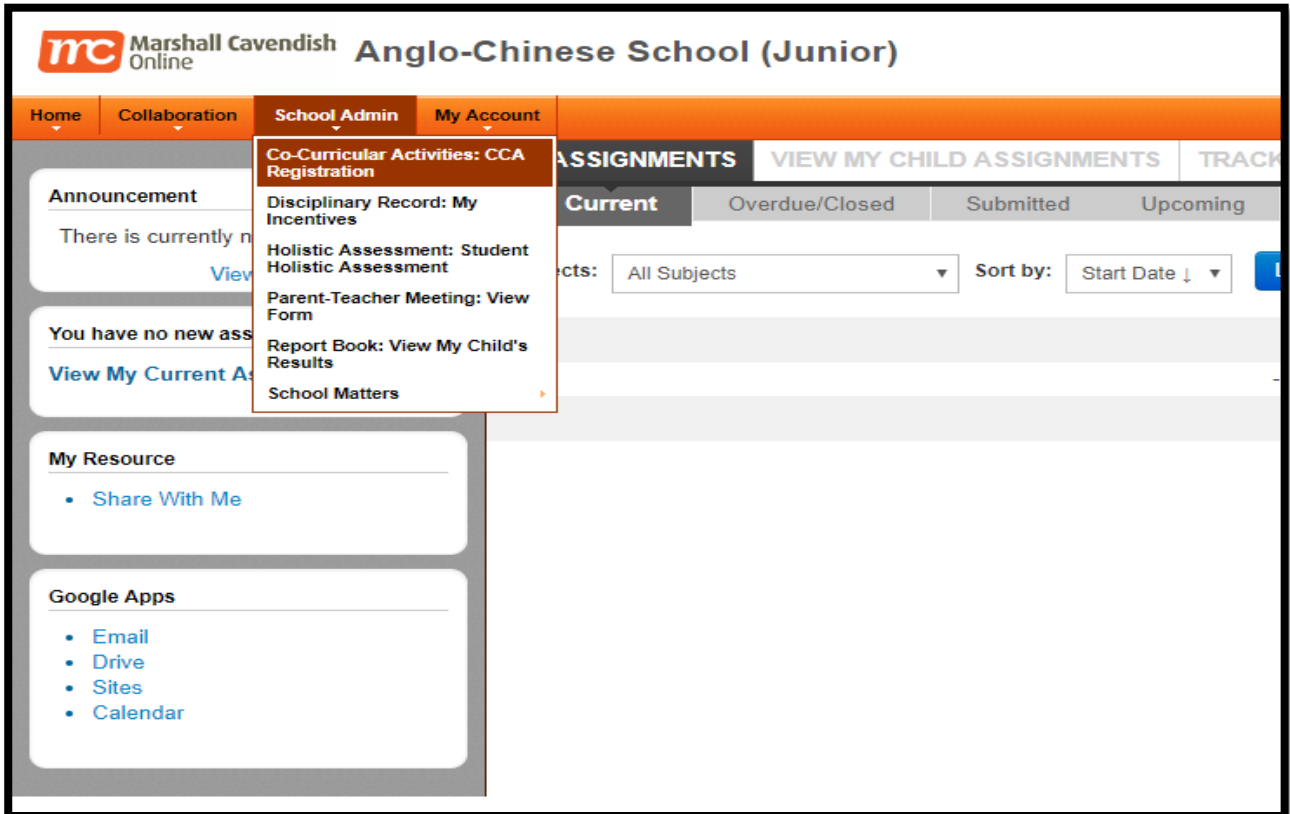 mc Marshall Cavendish Online
Anglo-Chinese School (Junior)
Home Collaboration School Admin My Account
Co-Curricular Activities: CCA
Registration
Disciplinary Record: My
Incentives
Holistic Assessment: Student
Holistic Assessment
Parent-Teacher Meeting: View
Form
Report Book: View My Child's
Results
School Matters
ASSIGNMENTS VIEW MY CHILD ASSIGNMENTS TRACK
Current Overdue/Closed Submitted Upcoming
All Subjects Sort by: Start Date ↓
Announcement
There is currently
View
You have no new
View My Current
My Resource
• Share With Me
Google Apps
• Email
• Drive
• Sites
• Calendar